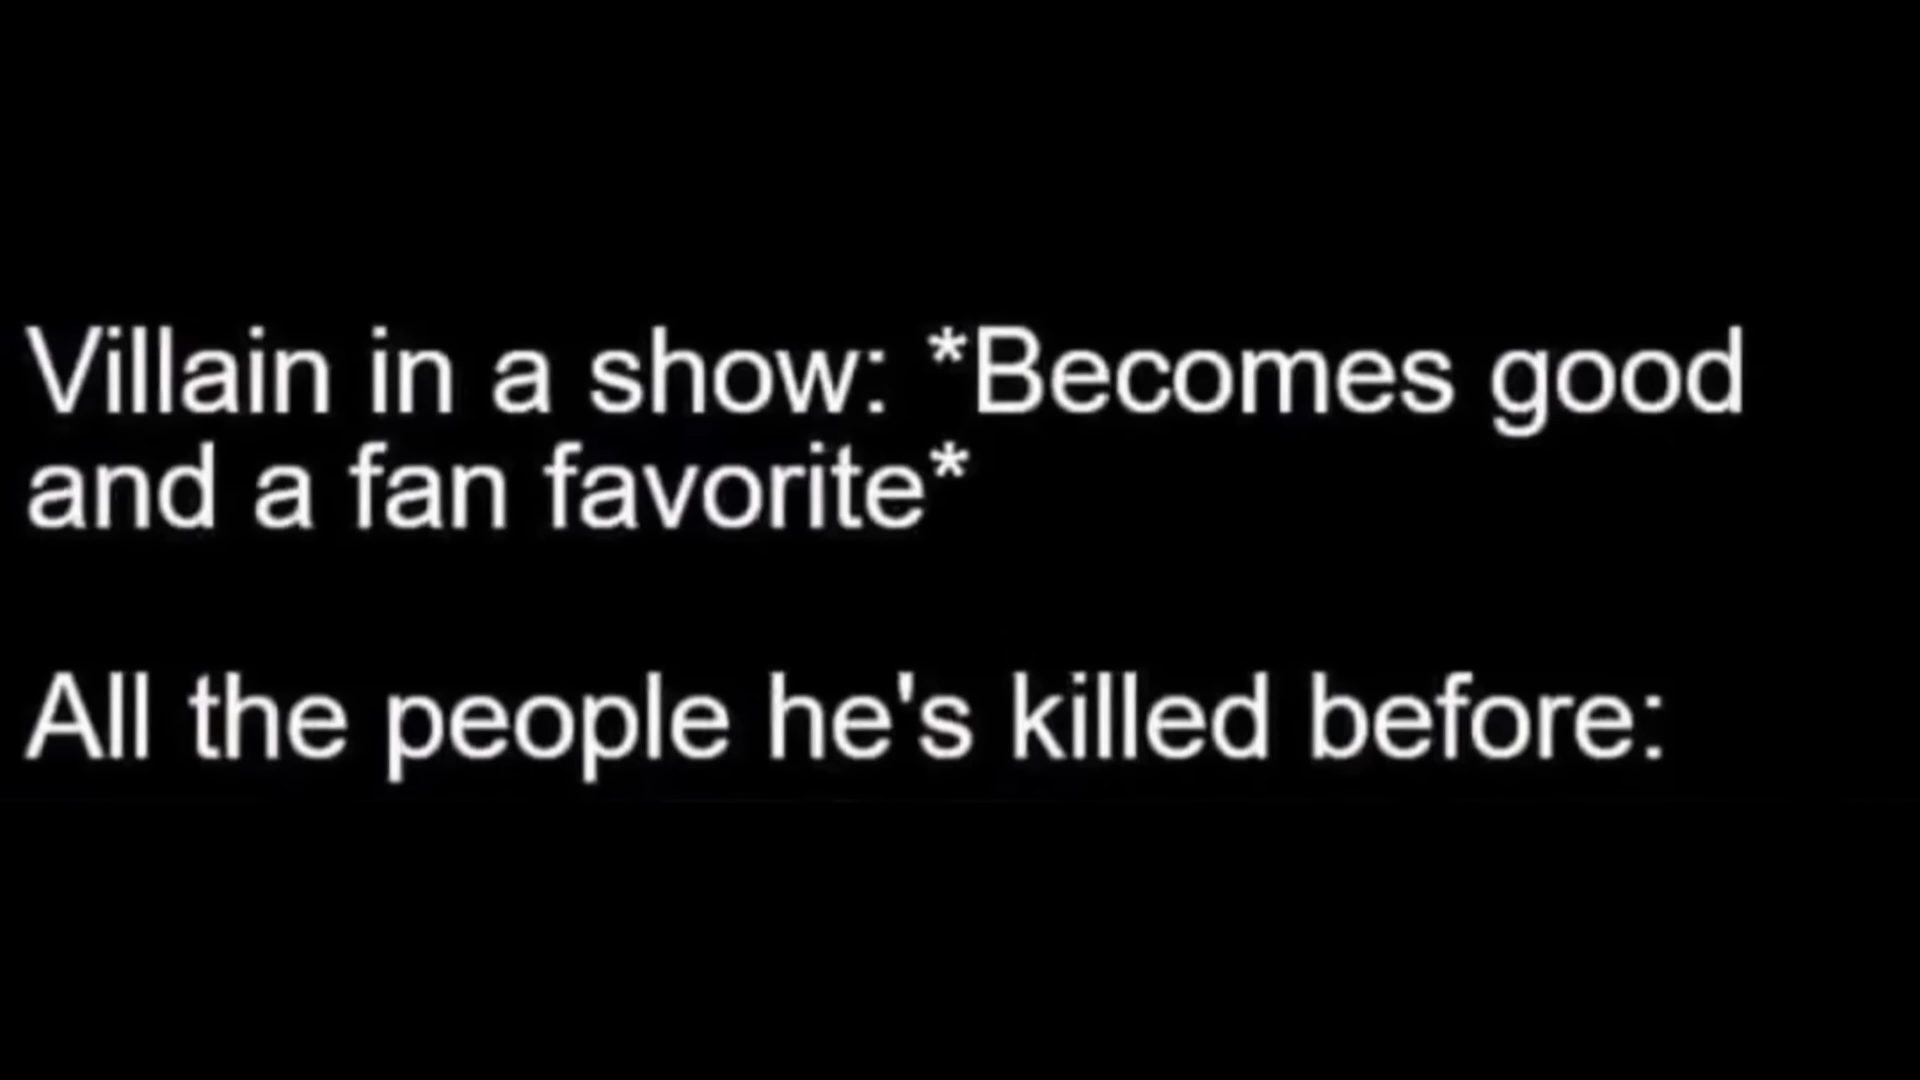 Villain in a show: *Becomes good
and a fan favorite*
All the people he's killed before: